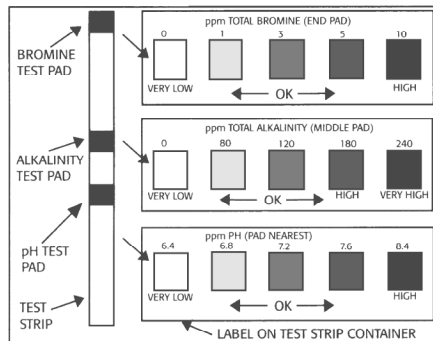 BROMINE
TEST PAD
ALKALINITY
TEST PAD
pH TEST
PAD
TEST
STRIP
ppm TOTAL BROMINE (END PAD)
0 1 3 5 10
VERY LOW OK HIGH
ppm TOTAL ALKALINITY (MIDDLE PAD)
0 80 120 180 240
VERY LOW OK HIGH VERY HIGH
ppm PH (PAD NEAREST)
6.4 6.8 7.2 7.6 8.4
VERY LOW OK HIGH
LABEL ON TEST STRIP CONTAINER